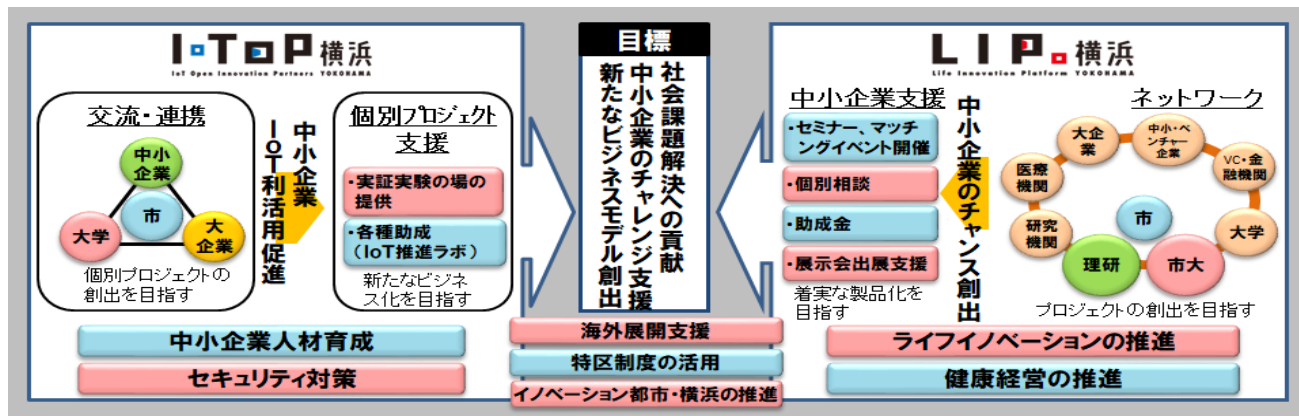 I・ToP 横浜
IoT Open Innovation Partners YOKOHAMA
交流・連携
中小
企業
市
大学
大
企業
個別プロジェクトの
創出を目指す
中小企業
IoT利活用促進
個別プロジェクト
支援
・実証実験の場の
提供
・各種助成
（IoT推進ラボ）
新たなビジネ
ス化を目指す
中小企業人材育成
セキュリティ対策
目標
社会課題解決への貢献
中小企業のチャレンジ支援
新たなビジネスモデル創出
海外展開支援
特区制度の活用
イノベーション都市・横浜の推進
LIP.横浜
Life Innovation Platform YOKOHAMA
中小企業支援
・セミナー、マッチ
ングイベント開催
・個別相談
・助成金
・展示会出展支援
着実な製品化を
目指す
中小企業のチャンス創出
ネットワーク
大企
業
中小・ベ
ンチャー
企業
VC・金
融機関
医療
機関
市
大学
研究
機関
理研
市大
プロジェクトの創出を目指す
ライフイノベーションの推進
健康経営の推進